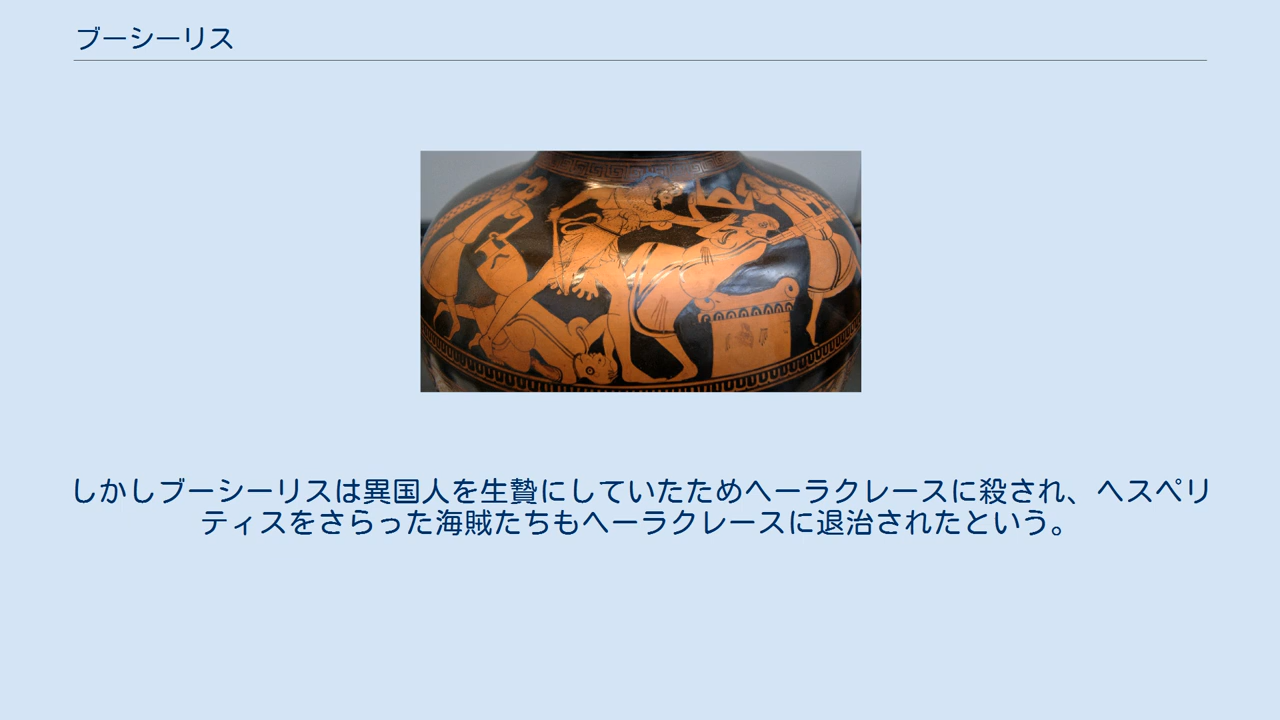 ブーシーリス
しかしブーシーリスは異国人を生贄にしていたためヘーラクレースに殺され、ヘスペリ
ティスをさらった海賊たちもヘーラクレースに退治されたという。